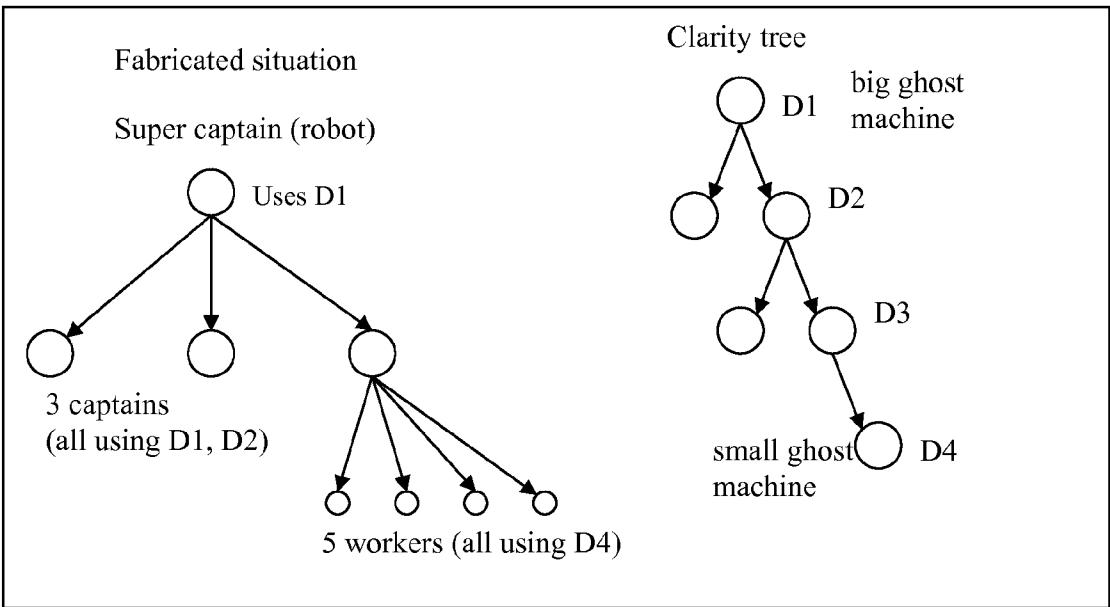 Fabricated situation
Super captain (robot)
Uses D1
3 captains
(all using D1, D2)
5 workers (all using D4)
Clarity tree
D1
big ghost
machine
D2
D3
D4
small ghost
machine